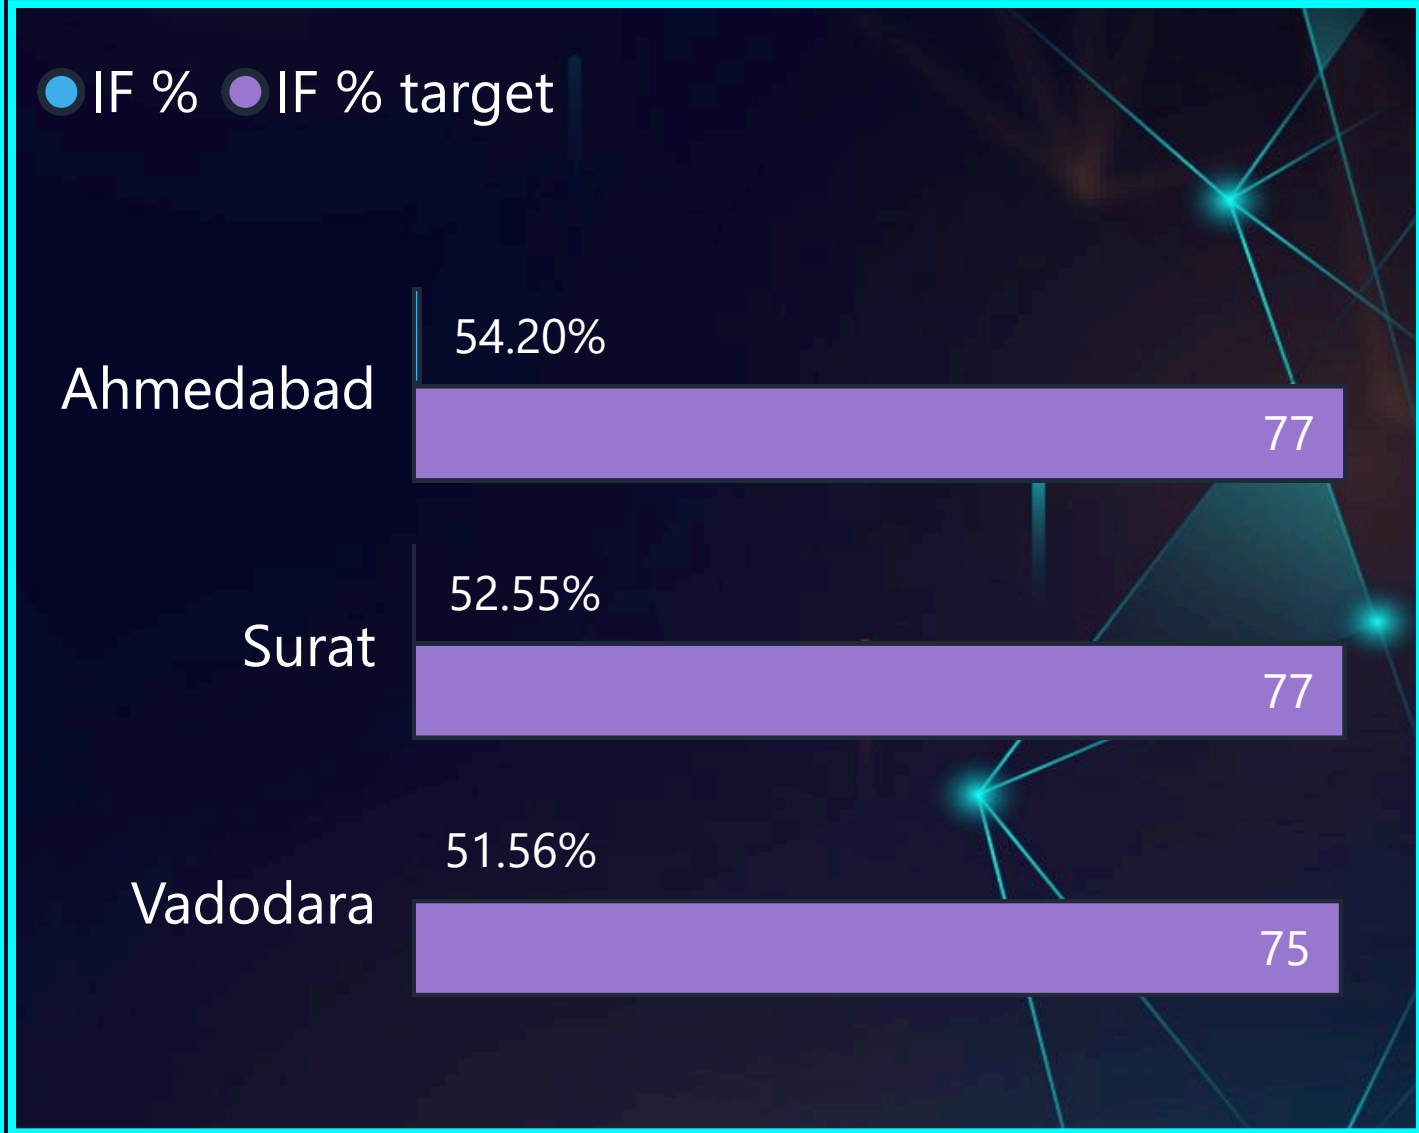 IF % IF % target
54.20%
Ahmedabad
77
52.55%
Surat
77
51.56%
Vadodara
75